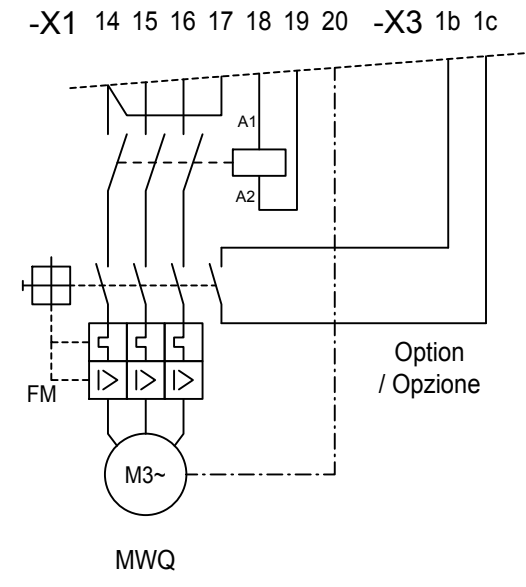 -X1 14 15 16 17 18 19 20 -X3 1b 1c
A1
A2
Option
/ Opzione
FM
M3~
MWQ